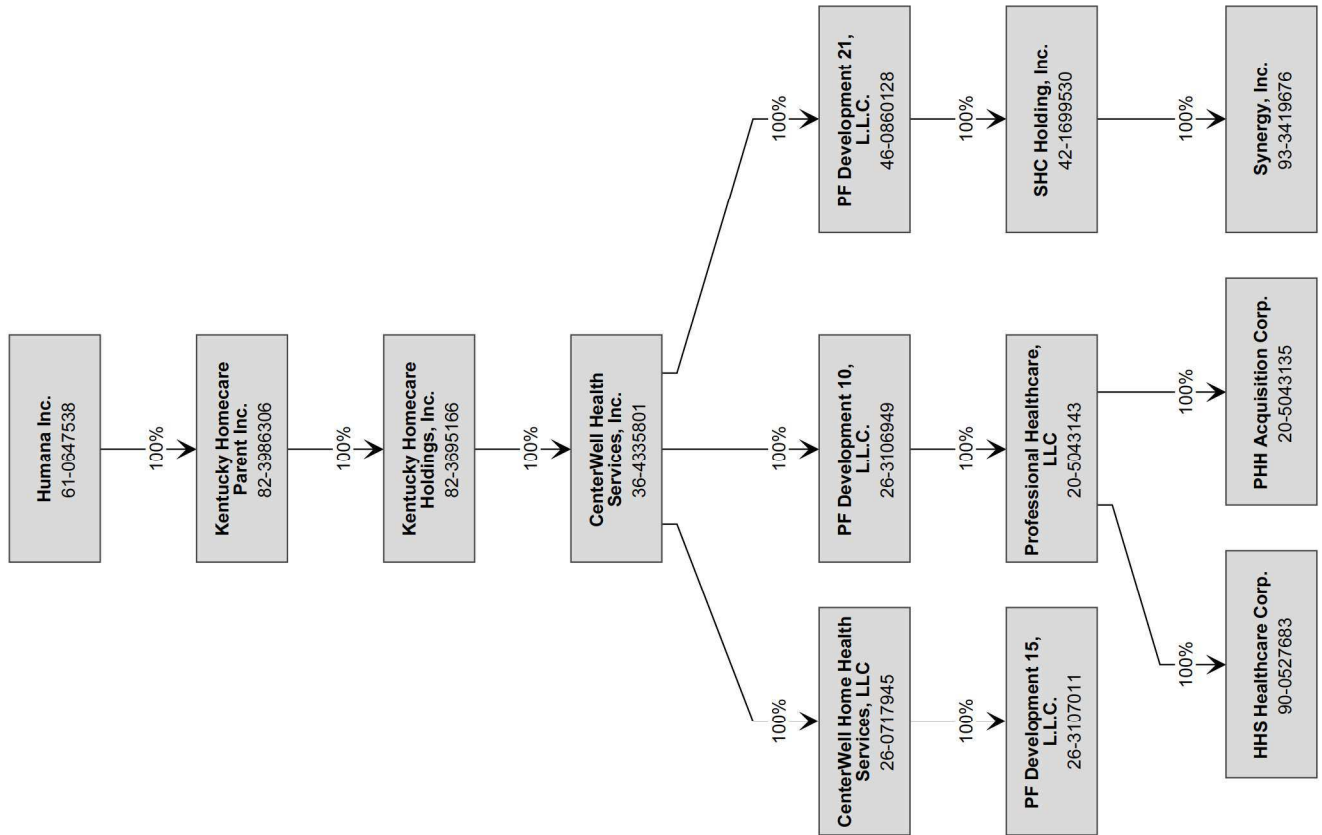 Humana Inc.
61-0647538
100%
Kentucky Homecare
Parent Inc.
82-3986306
100%
Kentucky Homecare
Holdings, Inc.
82-3695166
100%
CenterWell Health
Services, Inc.
36-4335801
100%
100%
100%
CenterWell Home Health
Services, LLC
26-0717945
PF Development 10,
L.L.C.
26-3106949
PF Development 21,
L.L.C.
46-0860128
100%
100%
100%
PF Development 15,
L.L.C.
26-3107011
Professional Healthcare,
LLC
20-5043143
SHC Holding, Inc.
42-1699530
100%
100%
100%
HHS Healthcare Corp.
90-0527683
PHH Acquisition Corp.
20-5043135
Synergy, Inc.
93-3419676